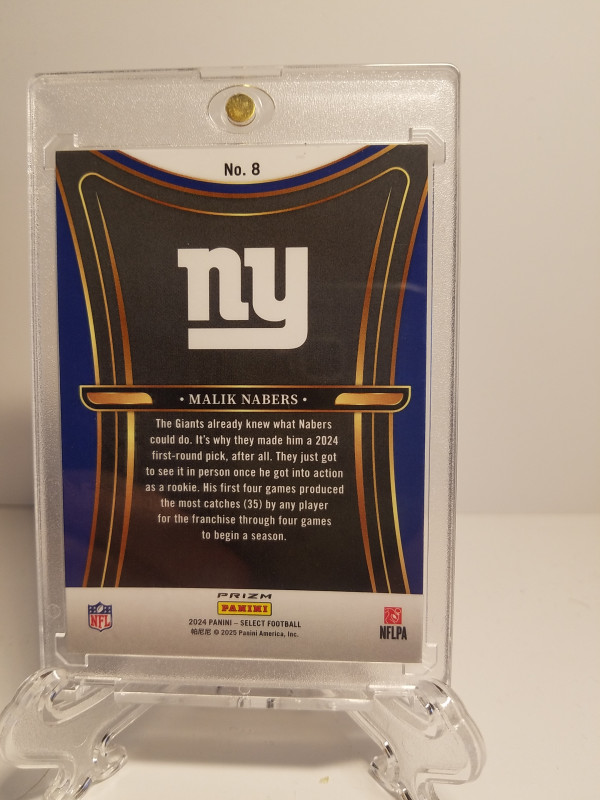 No. 8
ny
• MALIK NABERS •
The Giants already knew what Nabers
could do. It's why they made him a 2024
first-round pick, after all. They just got
to see it in person once he got into action
as a rookie. His first four games produced
the most catches (35) by any player
for the franchise through four games
to begin a season.
PRIZM
PANINI
NFL
2024 PANINI – SELECT FOOTBALL
帕尼尼 © 2025 Panini America, Inc.
NFLPA